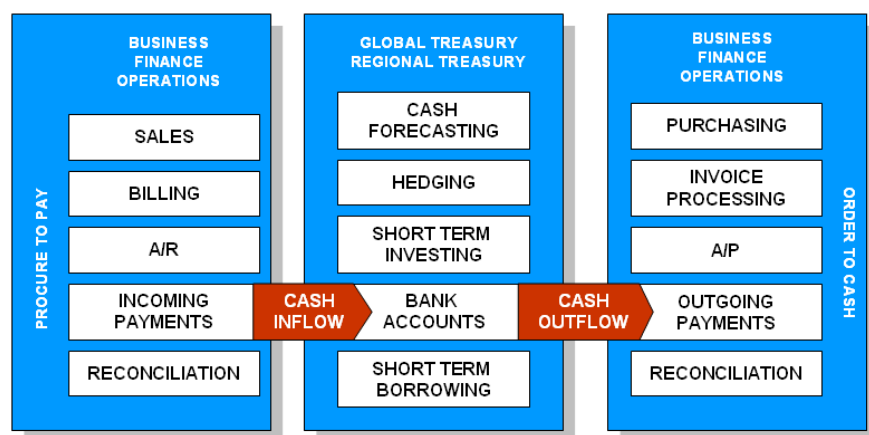 BUSINESS
FINANCE
OPERATIONS
PROCURE TO PAY
SALES
BILLING
A/R
INCOMING
PAYMENTS
RECONCILIATION
CASH
INFLOW
GLOBAL TREASURY
REGIONAL TREASURY
CASH
FORECASTING
HEDGING
SHORT TERM
INVESTING
BANK
ACCOUNTS
SHORT TERM
BORROWING
CASH
OUTFLOW
BUSINESS
FINANCE
OPERATIONS
PURCHASING
INVOICE
PROCESSING
A/P
OUTGOING
PAYMENTS
RECONCILIATION
ORDER TO CASH